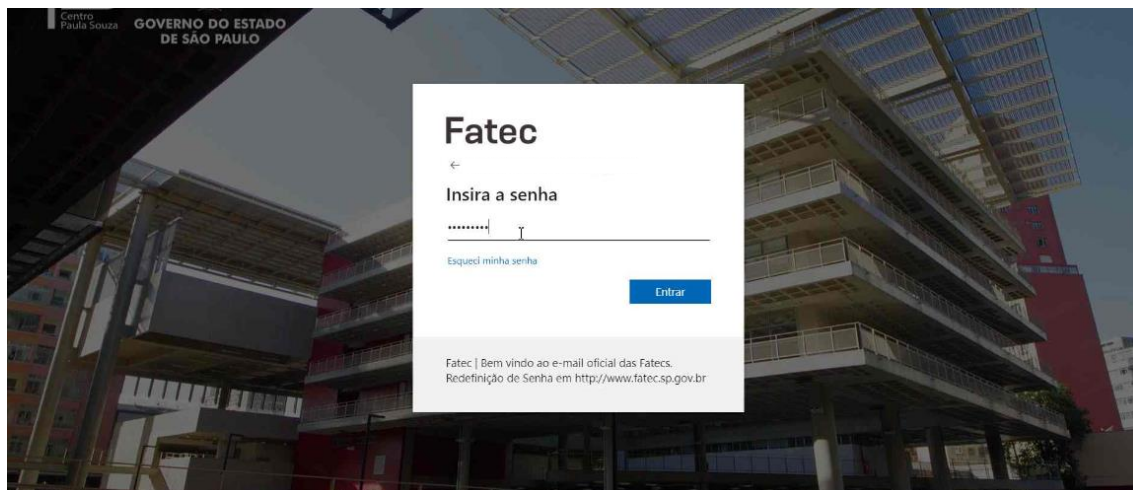 Centro
Paula Souza
GOVERNO DO ESTADO
DE SÃO PAULO
Fatec
←
Insira a senha
•••••••••
Esqueci minha senha
Entrar
Fatec | Bem vindo ao e-mail oficial das Fatecs.
Redefinição de Senha em http://www.fatec.sp.gov.br